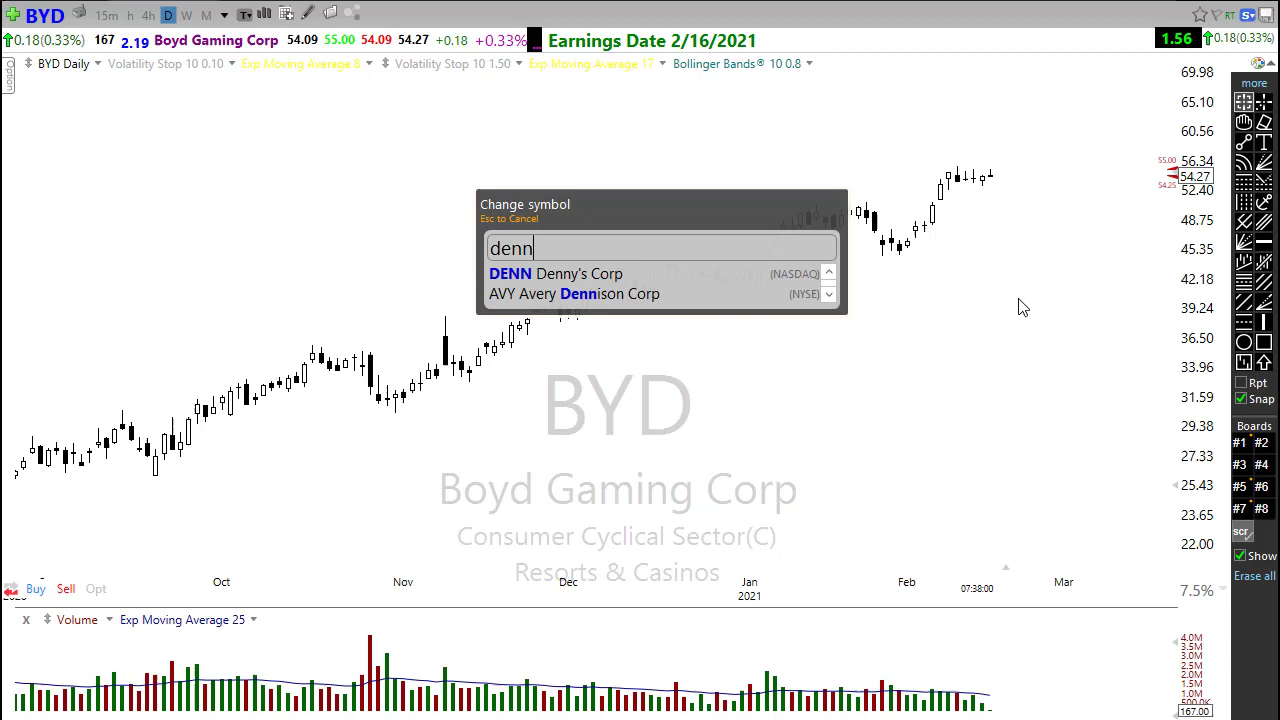 BYD 15m h 4h D W M T RT S
0.18(0.33%) 167 2.19 Boyd Gaming Corp 54.09 55.00 54.09 54.27 +0.18 +0.33% Earnings Date 2/16/2021 1.56 0.18(0.33%)
Option
BYD Daily Volatility Stop 10 0.10 Exp Moving Average 8 Volatility Stop 10 1.50 Exp Moving Average 17 Bollinger Bands® 10 0.8
69.98
65.10
60.56
55.00
56.34
54.27
54.25
52.40
48.75
45.35
42.18
39.24
36.50
33.96
31.59
29.38
27.33
25.43
23.65
22.00
7.5%
Change symbol
Esc to Cancel
denn
DENN Denny's Corp (NASDAQ)
AVY Avery Dennison Corp (NYSE)
BYD
Boyd Gaming Corp
Consumer Cyclical Sector(C)
Resorts & Casinos
Oct Nov Dec Jan Feb Mar
2021
07:38:00
Buy Sell Opt
x Volume Exp Moving Average 25
4.0M
3.5M
3.0M
2.5M
2.0M
1.5M
1.0M
500.0K
167.00
more
T
Rpt
Snap
Boards
#1 #2
#3 #4
#5 #6
#7 #8
scr
Show
Erase all